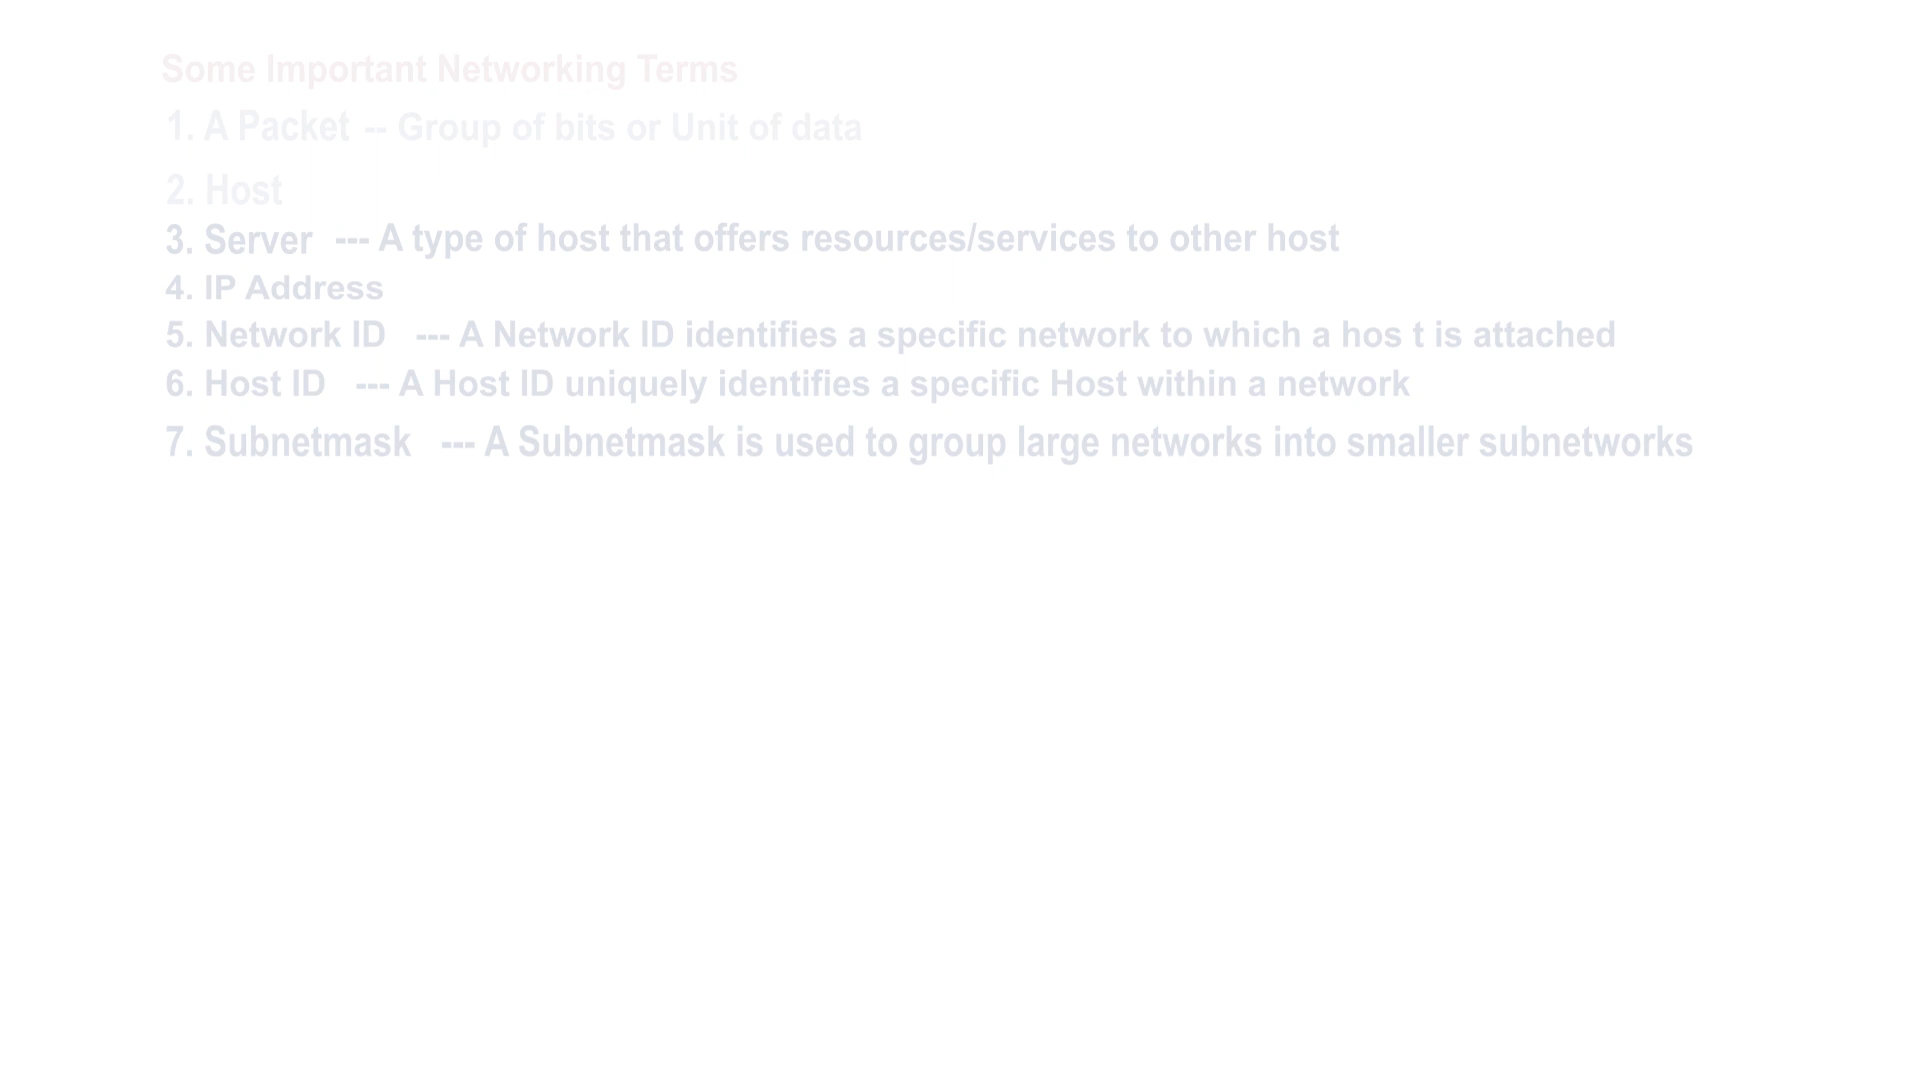 Some Important Networking Terms
1. A Packet -- Group of bits or Unit of data
2. Host
3. Server --- A type of host that offers resources/services to other host
4. IP Address
5. Network ID --- A Network ID identifies a specific network to which a hos t is attached
6. Host ID --- A Host ID uniquely identifies a specific Host within a network
7. Subnetmask --- A Subnetmask is used to group large networks into smaller subnetworks